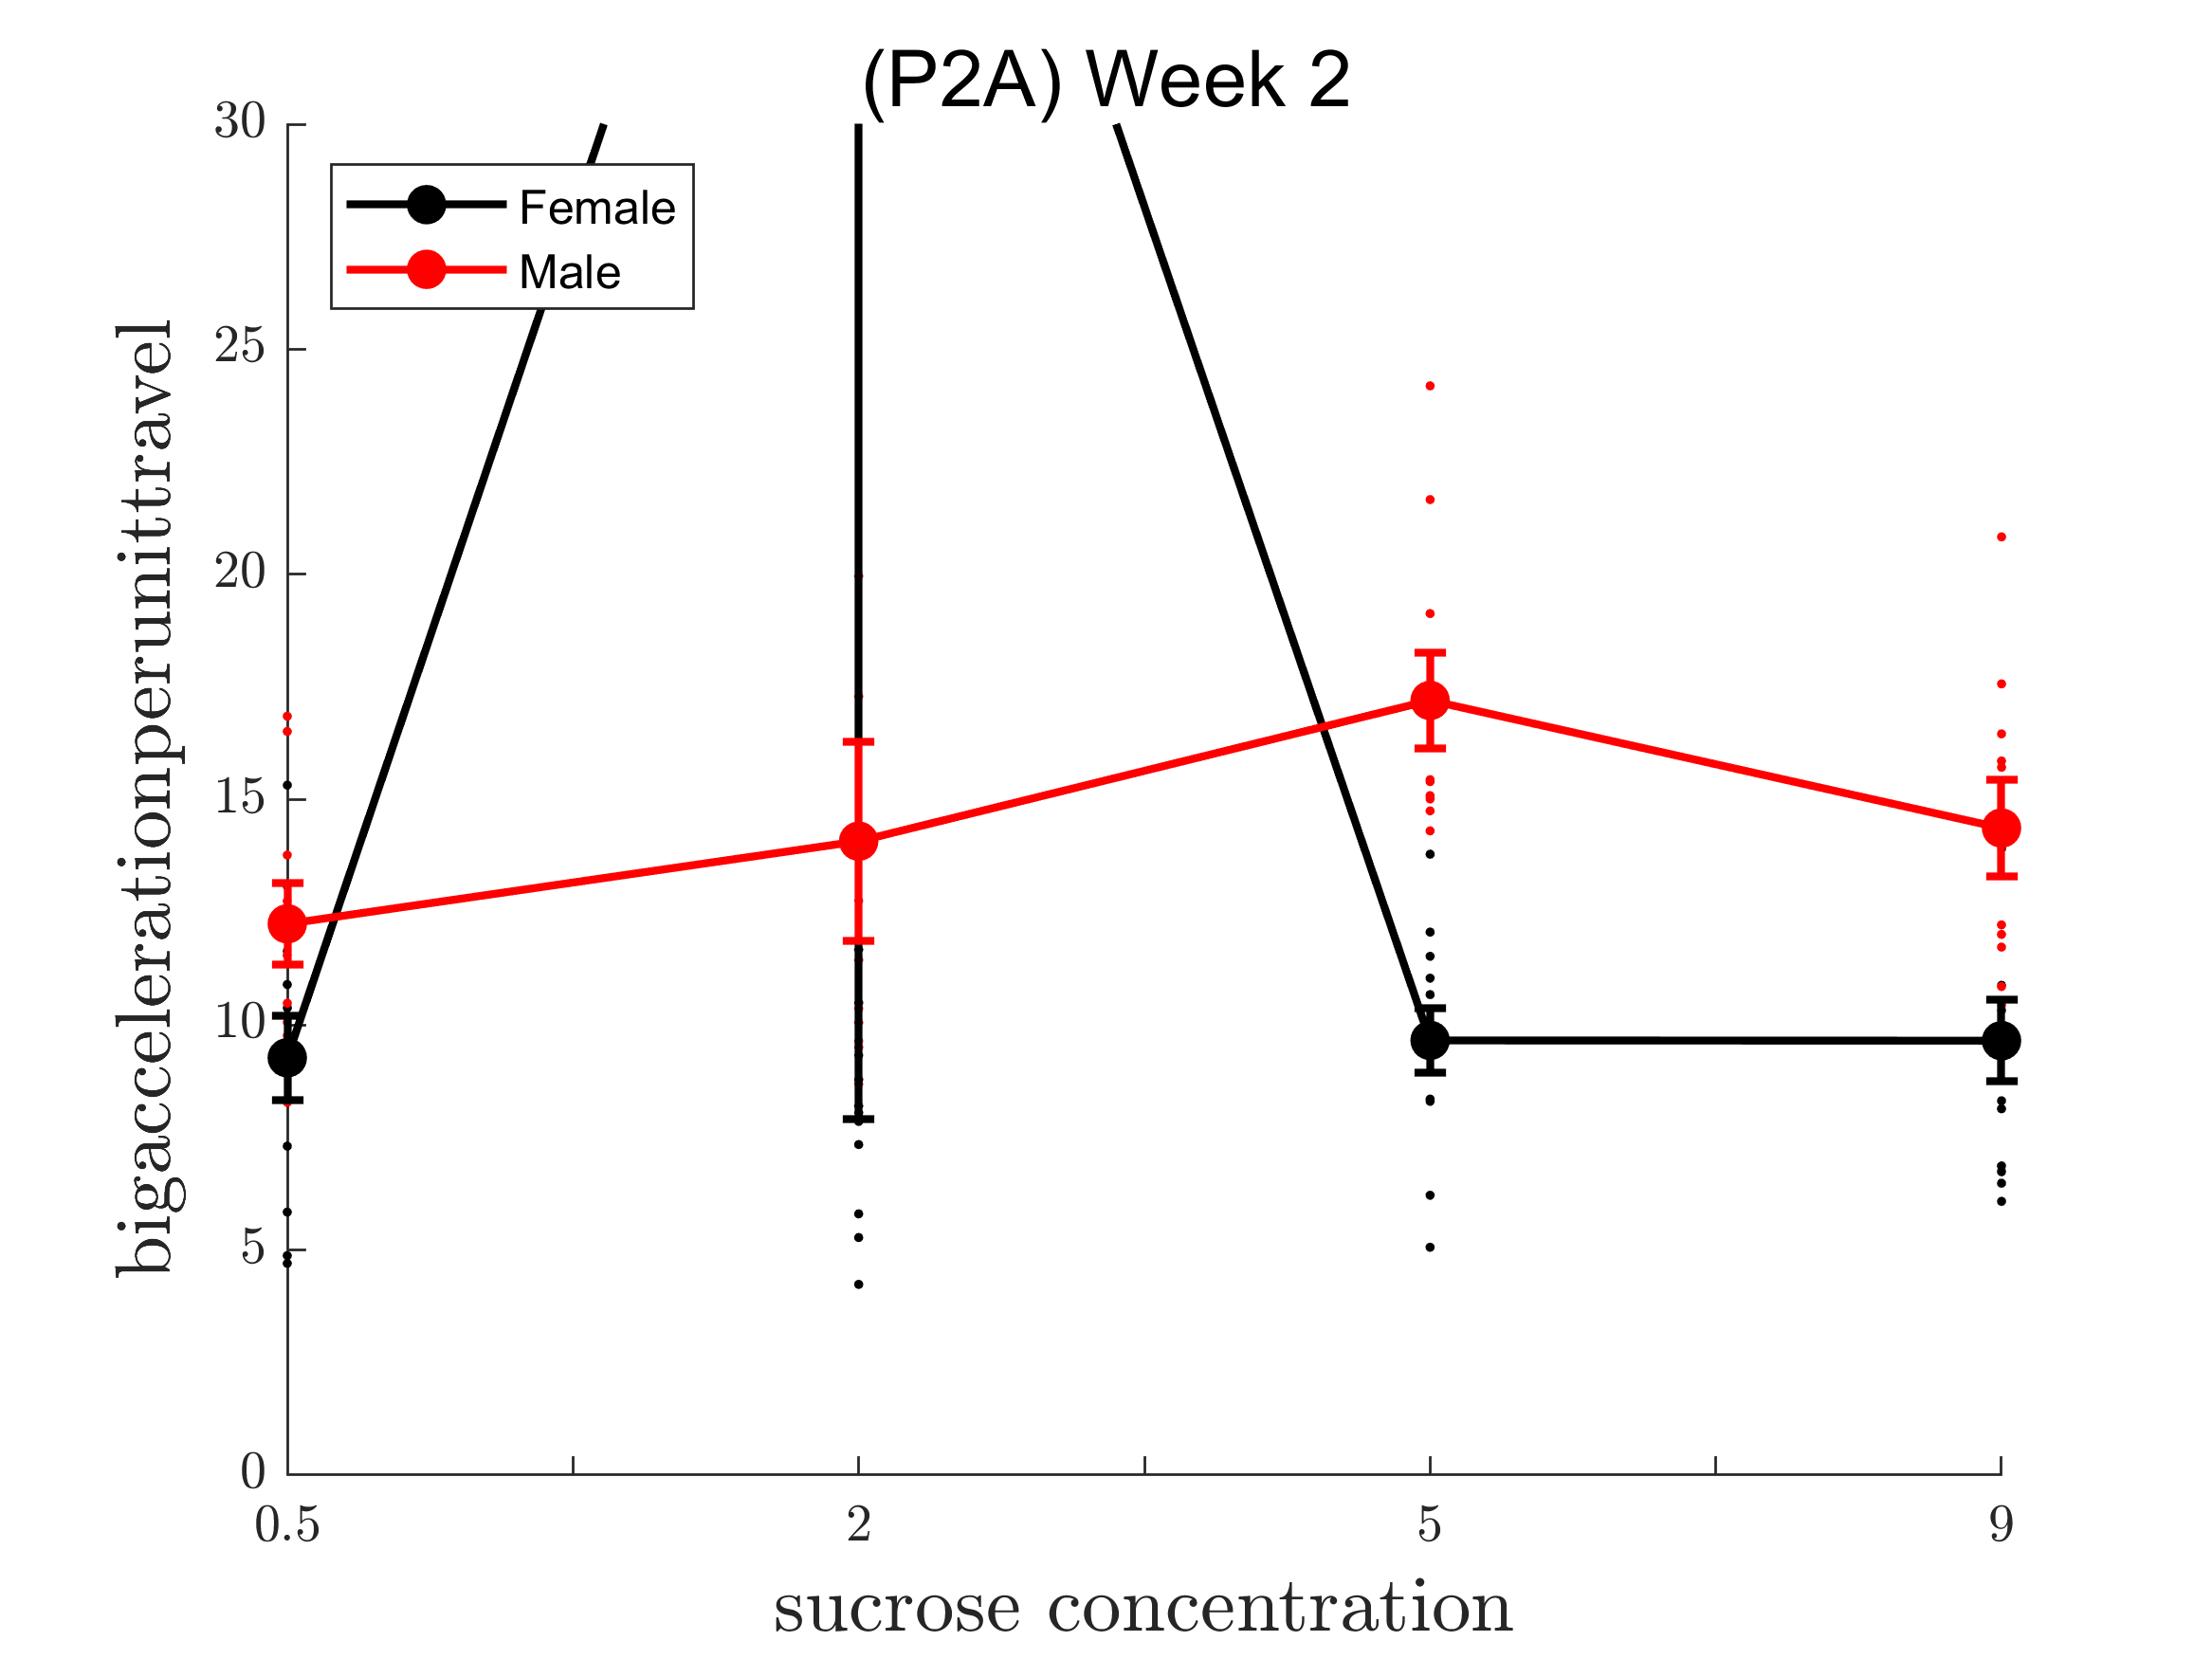 (P2A) Week 2
30
25
20
15
10
5
0
Female
Male
bigaccelerationperunittravel
0.5
2
5
9
sucrose concentration